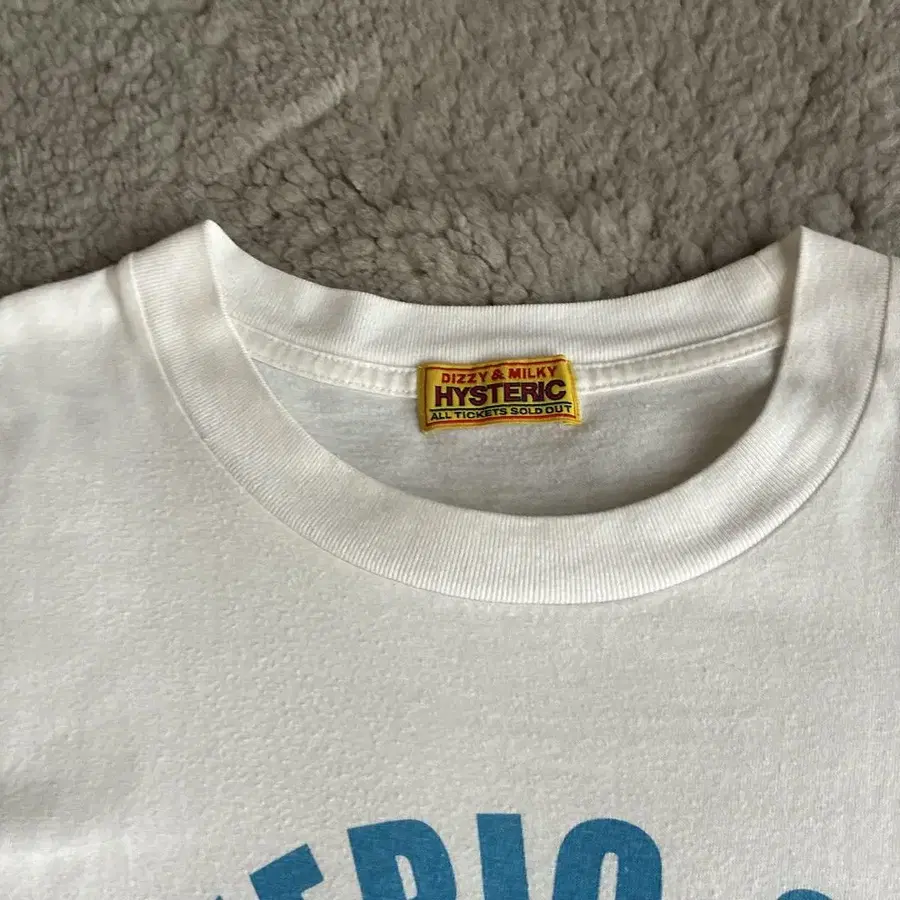 DIZZY & MILKY
HYSTERIC
ALL TICKETS SOLD OUT